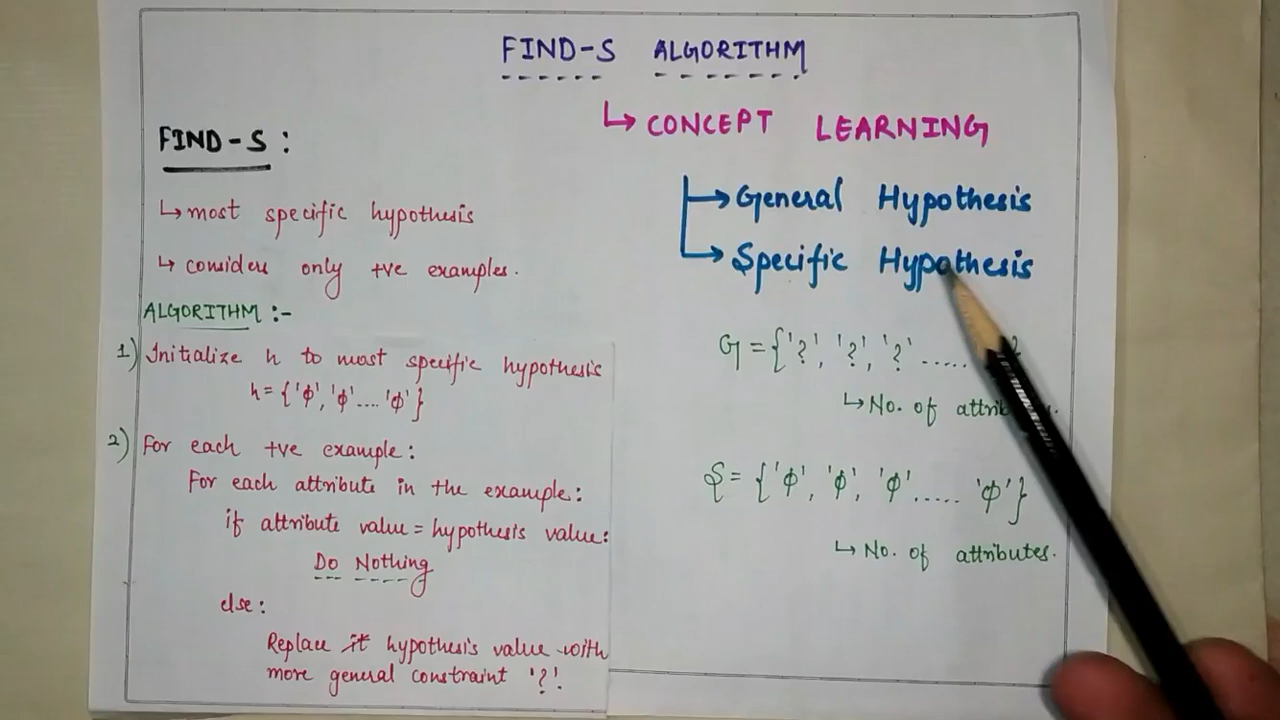 FIND-S ALGORITHM
↳ CONCEPT LEARNING
FIND-S :
↳ most specific hypothesis
↳ considers only +ve examples.
ALGORITHM :-
1) Initialize h to most specific hypothesis
h = {'ϕ', 'ϕ'.... 'ϕ'}
2) For each +ve example:
For each attribute in the example:
if attribute value = hypothesis value:
Do Nothing
else:
Replace it hypothesis value with
more general constraint '?'.
→ General Hypothesis
→ Specific Hypothesis
G = {'?', '?', '?' ......
↳ No. of
S = {'ϕ', 'ϕ', 'ϕ'...... 'ϕ'}
↳ No. of attributes.